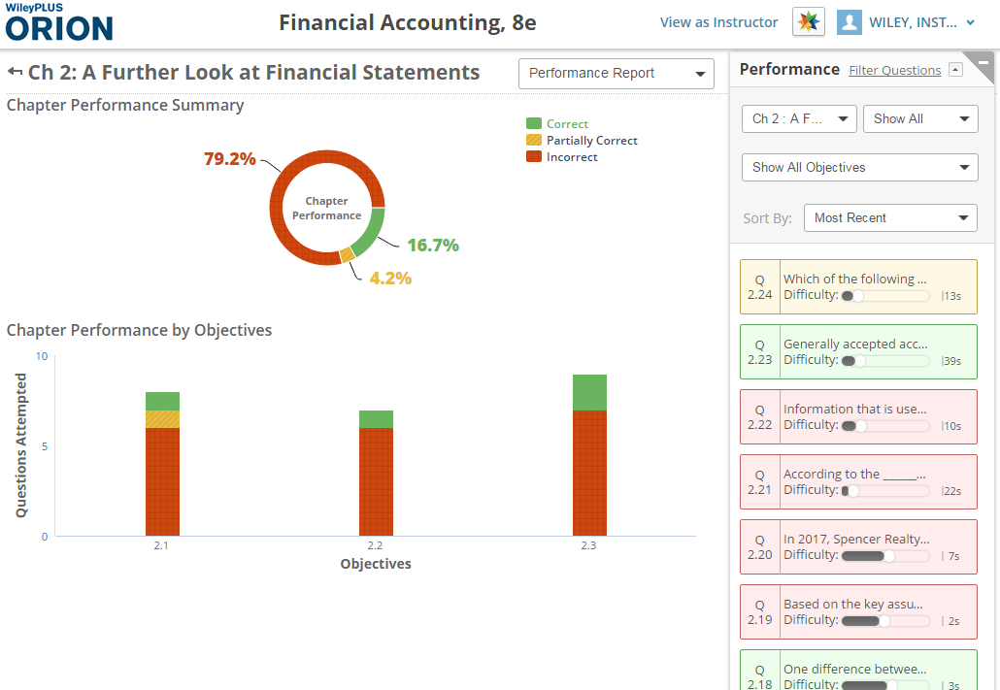 WileyPLUS
ORION
Financial Accounting, 8e
View as Instructor
WILEY, INST...
Ch 2: A Further Look at Financial Statements
Performance Report
Chapter Performance Summary
Correct
Partially Correct
Incorrect
79.2%
Chapter
Performance
16.7%
4.2%
Chapter Performance by Objectives
Questions Attempted
10
5
0
2.1
2.2
2.3
Objectives
Performance
Filter Questions
Ch 2 : A F...
Show All
Show All Objectives
Sort By:
Most Recent
Q
2.24
Which of the following ...
Difficulty:
|13s
Q
2.23
Generally accepted acc...
Difficulty:
|39s
Q
2.22
Information that is use...
Difficulty:
|10s
Q
2.21
According to the ______...
Difficulty:
|22s
Q
2.20
In 2017, Spencer Realty...
Difficulty:
| 7s
Q
2.19
Based on the key assu...
Difficulty:
| 2s
Q
2.18
One difference betwee...
Difficulty:
| 3s